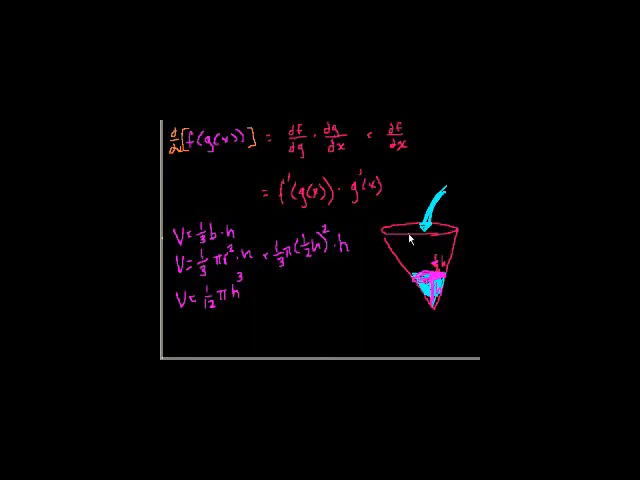 d/dx [f(g(x))] = df/dg · dg/dx = df/dx
= f'(g(x)) · g'(x)
V = 1/3 b · h
V = 1/3 πr² · h = 1/3 π(1/2 h)² · h
V = 1/12 π h³